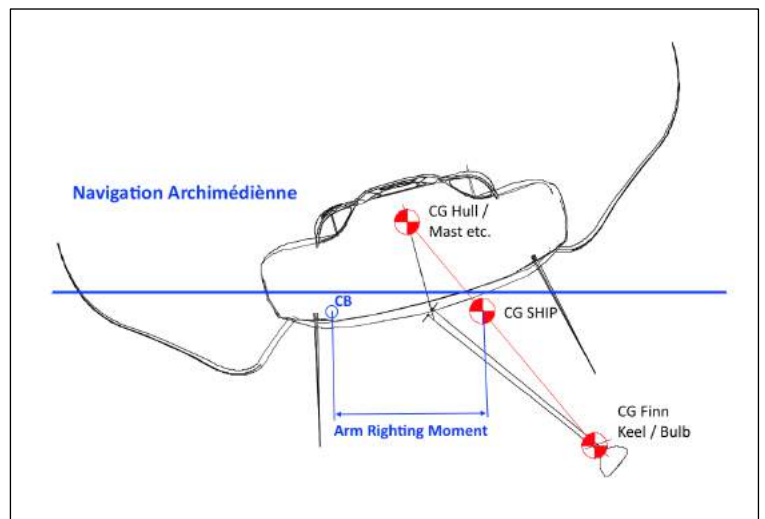 Navigation Archimédiènne
CG Hull /
Mast etc.
CB
CG SHIP
Arm Righting Moment
CG Finn
Keel / Bulb